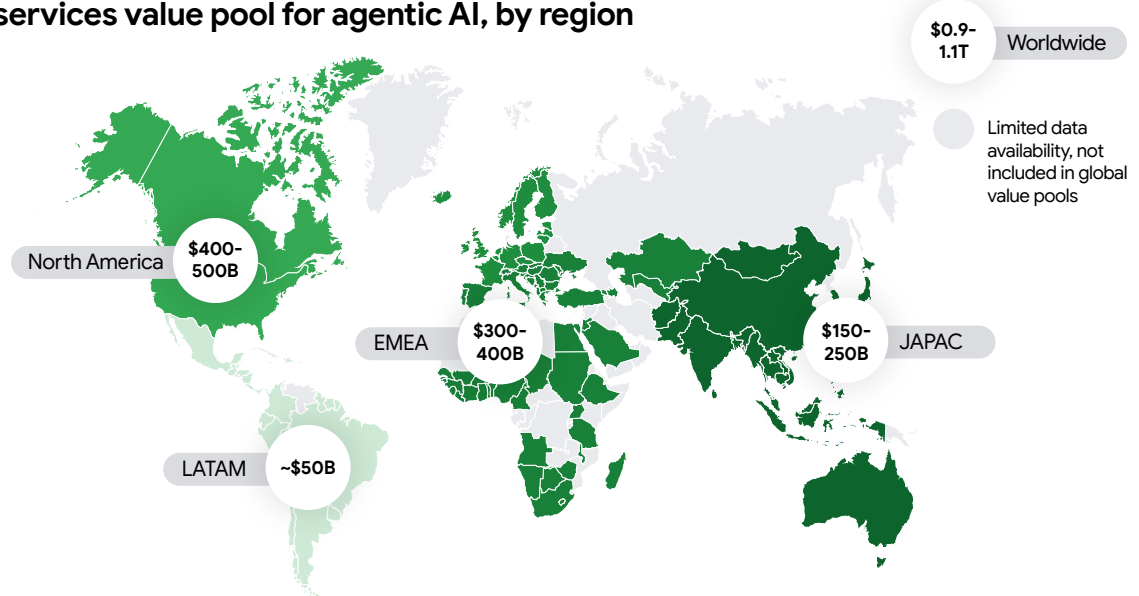 services value pool for agentic AI, by region
$0.9-
1.1T
Worldwide
Limited data
availability, not
included in global
value pools
North America
$400-
500B
EMEA
$300-
400B
$150-
250B
JAPAC
LATAM
~$50B